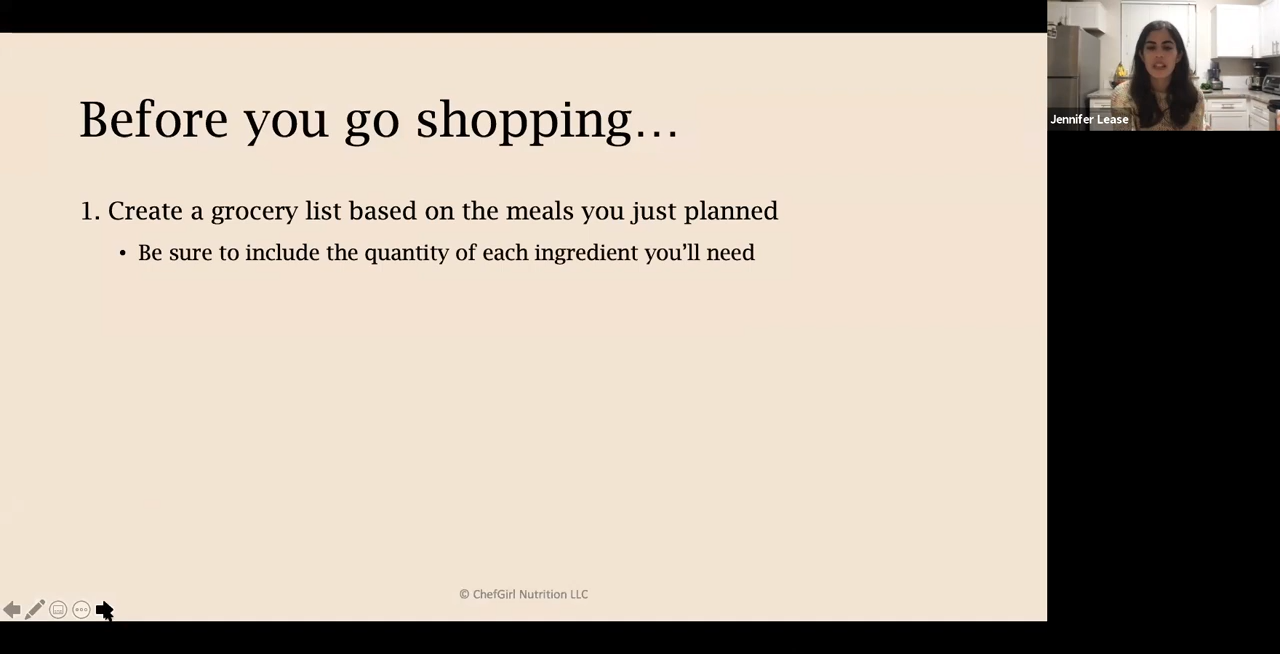 Before you go shopping…
1. Create a grocery list based on the meals you just planned
• Be sure to include the quantity of each ingredient you’ll need
© ChefGirl Nutrition LLC
Jennifer Lease